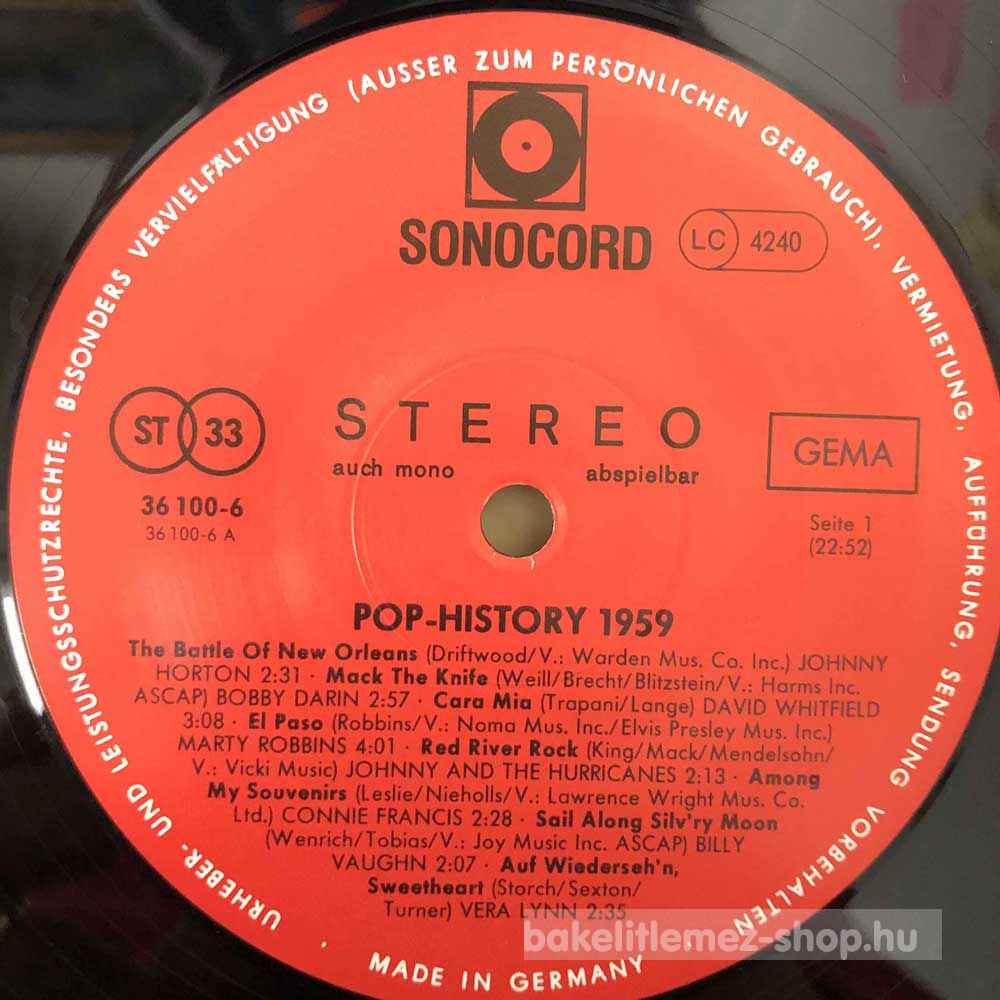 URHEBER- UND LEISTUNGSSCHUTZRECHTE, BESONDERS VERVIELFÄLTIGUNG (AUSSER ZUM PERSÖNLICHEN GEBRAUCH), VERMIETUNG, AUFFÜHRUNG, SENDUNG VORBEHALTEN · MADE IN GERMANY ·
SONOCORD
LC 4240
ST 33
STEREO
GEMA
auch mono abspielbar
36 100-6
36 100-6 A
Seite 1
(22:52)
POP-HISTORY 1959
The Battle Of New Orleans (Driftwood/V.: Warden Mus. Co. Inc.) JOHNNY
HORTON 2:31 · Mack The Knife (Weill/Brecht/Blitzstein/V.: Harms Inc.
ASCAP) BOBBY DARIN 2:57 · Cara Mia (Trapani/Lange) DAVID WHITFIELD
3:08 · El Paso (Robbins/V.: Noma Mus. Inc./Elvis Presley Mus. Inc.)
MARTY ROBBINS 4:01 · Red River Rock (King/Mack/Mendelsohn/
V.: Vicki Music) JOHNNY AND THE HURRICANES 2:13 · Among
My Souvenirs (Leslie/Nieholls/V.: Lawrence Wright Mus. Co.
Ltd.) CONNIE FRANCIS 2:28 · Sail Along Silv'ry Moon
(Wenrich/Tobias/V.: Joy Music Inc. ASCAP) BILLY
VAUGHN 2:07 · Auf Wiederseh'n,
Sweetheart (Storch/Sexton/
Turner) VERA LYNN 2:35
bakelitlemez-shop.hu